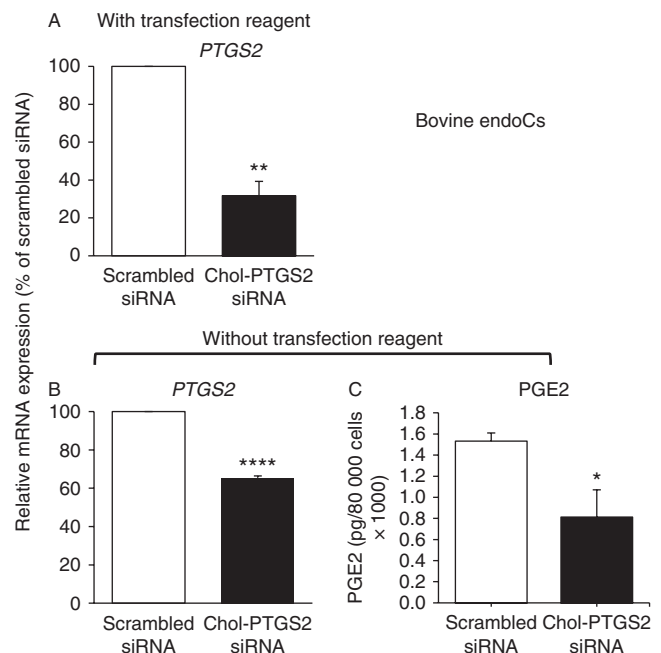 A With transfection reagent
PTGS2
Relative mRNA expression (% of scrambled siRNA)
100
80
60
40
20
0
**
Scrambled siRNA
Chol-PTGS2 siRNA
Bovine endoCs
Without transfection reagent
B
PTGS2
100
80
60
40
20
0
****
Scrambled siRNA
Chol-PTGS2 siRNA
C
PGE2
PGE2 (pg/80 000 cells × 1000)
1.8
1.6
1.4
1.2
1.0
0.8
0.6
0.4
0.2
0.0
*
Scrambled siRNA
Chol-PTGS2 siRNA